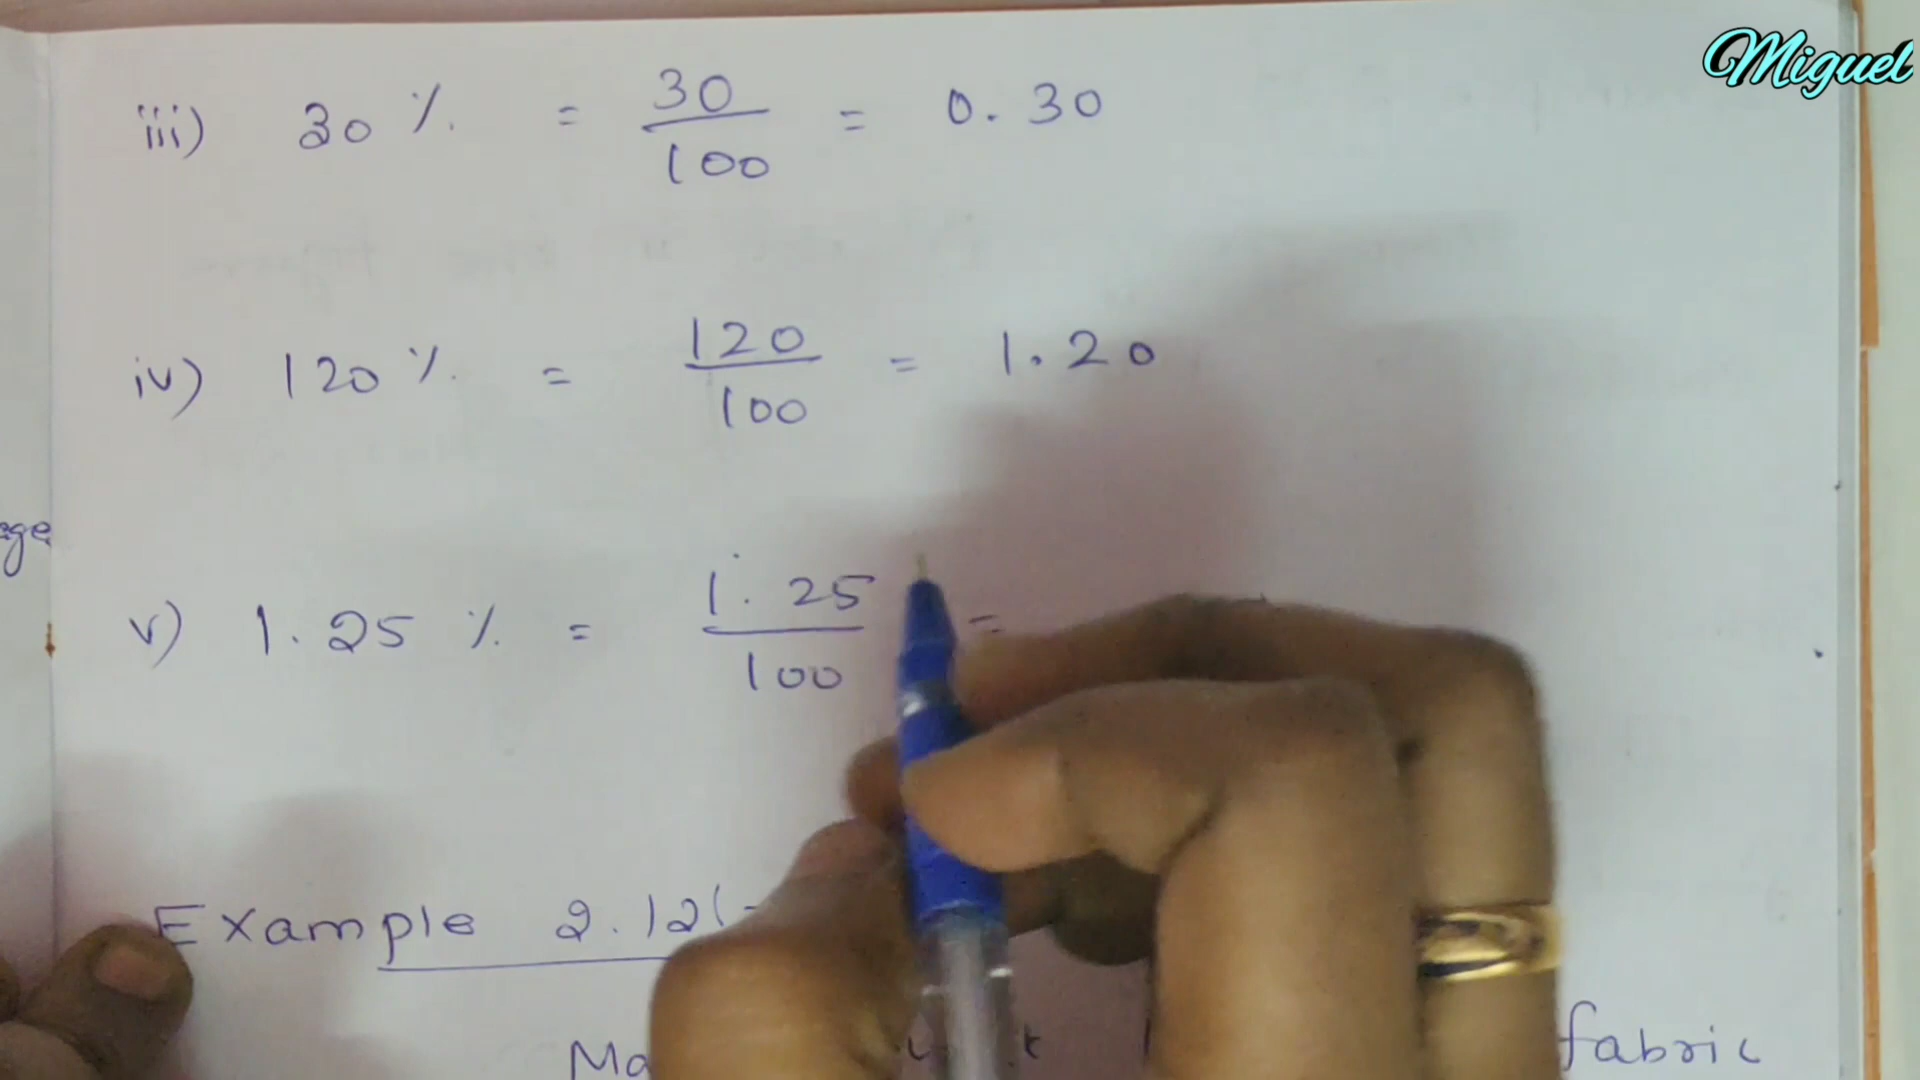 Miguel
iii) 30 % = 30/100 = 0.30
iv) 120 % = 120/100 = 1.20
v) 1.25 % = 1.25/100 =
Example 2.12
fabric